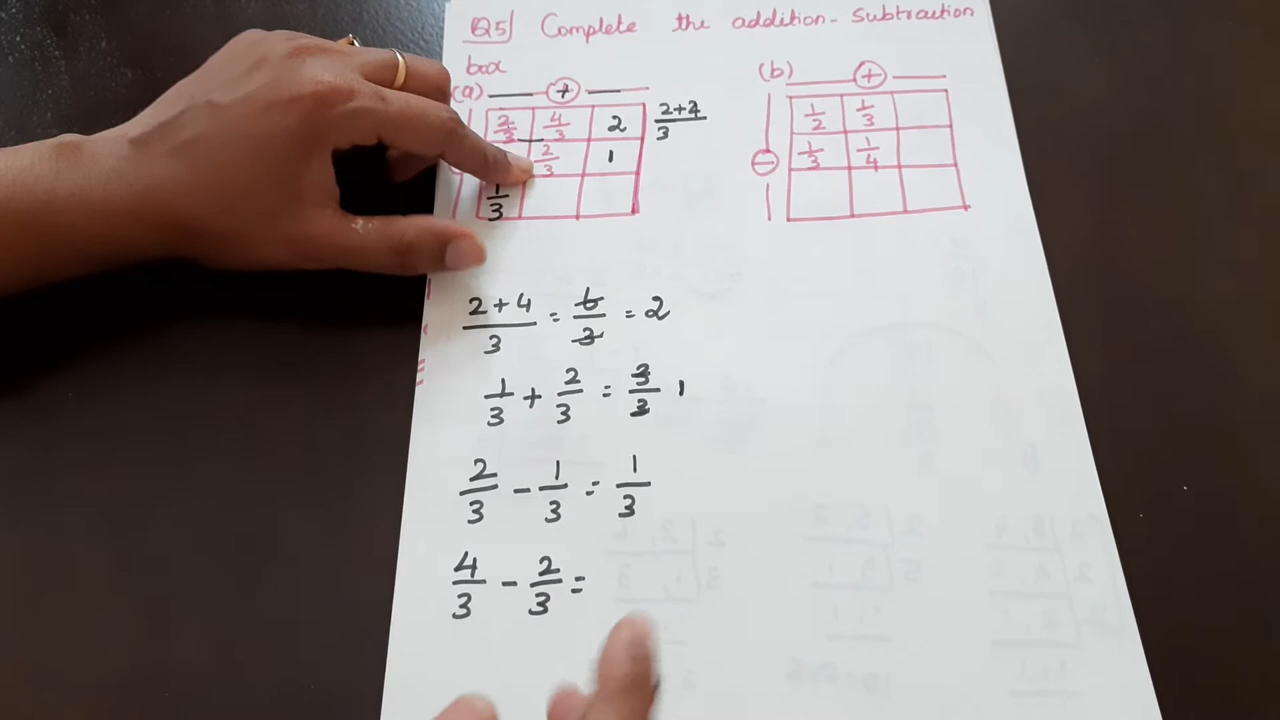 Q5 Complete the addition - Subtraction
box
(a) + (b) +
2/3 4/3 2 2+4/3 1/2 1/3
2/3 1 - 1/3 1/4
1/3
2+4/3 = 6/3 = 2
1/3 + 2/3 = 3/3 1
2/3 - 1/3 = 1/3
4/3 - 2/3 =